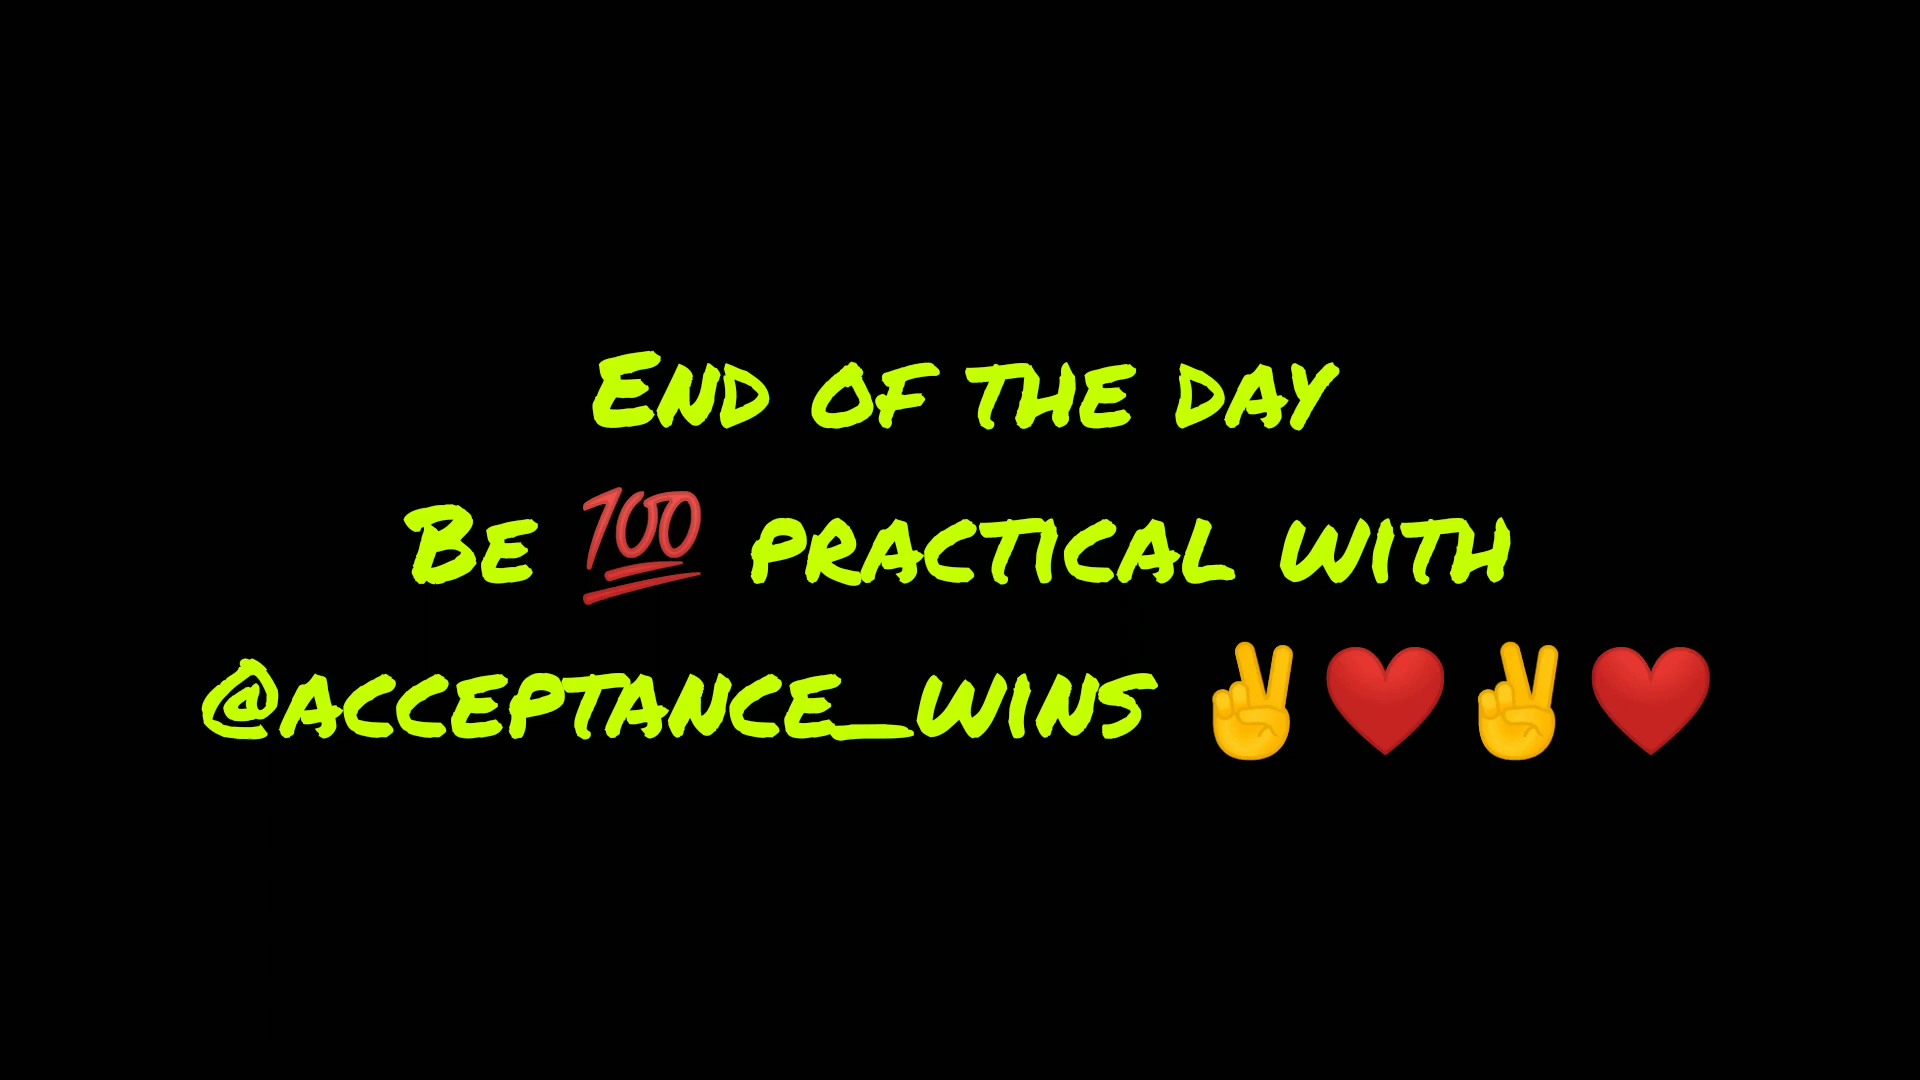 End of the day
Be 💯 practical with
@acceptance_wins ✌️❤️✌️❤️